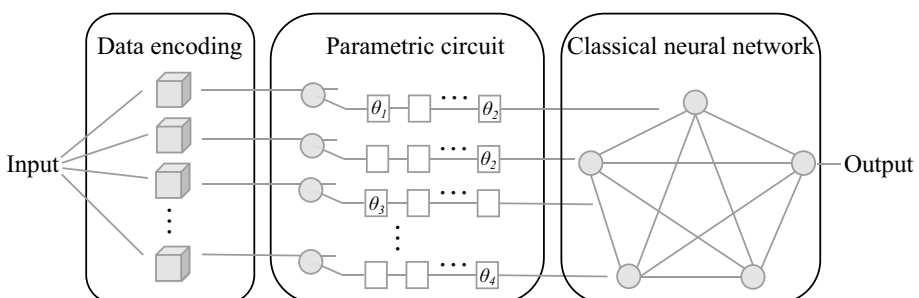 Data encoding
Parametric circuit
Classical neural network
θ1 ... θ2
Input
θ2
Output
θ3
θ4